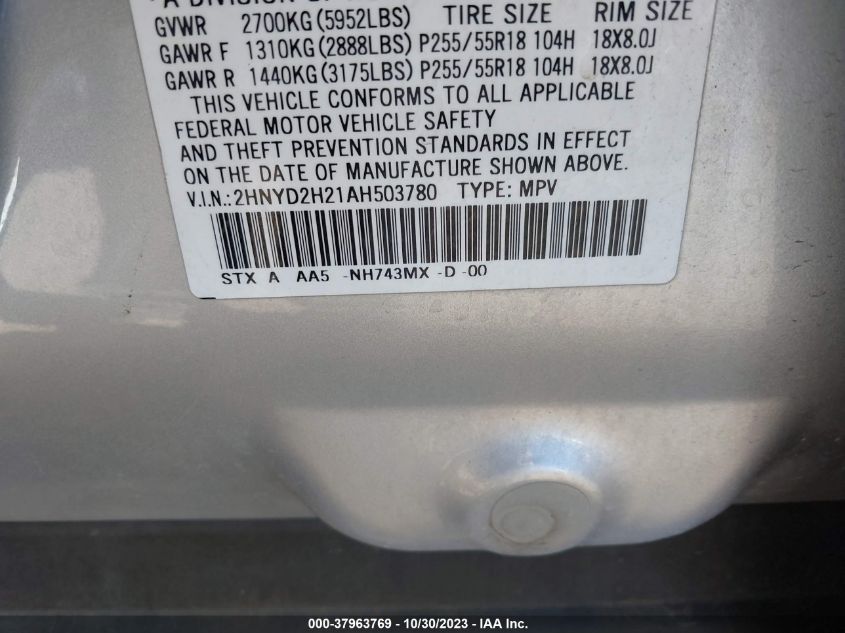 A DIVISION OF
GVWR 2700KG(5952LBS) TIRE SIZE RIM SIZE
GAWR F 1310KG(2888LBS) P255/55R18 104H 18X8.0J
GAWR R 1440KG(3175LBS) P255/55R18 104H 18X8.0J
THIS VEHICLE CONFORMS TO ALL APPLICABLE
FEDERAL MOTOR VEHICLE SAFETY
AND THEFT PREVENTION STANDARDS IN EFFECT
ON THE DATE OF MANUFACTURE SHOWN ABOVE.
V.I.N.:2HNYD2H21AH503780 TYPE: MPV
STX A AA5 -NH743MX -D -00
000-37963769 - 10/30/2023 - IAA Inc.